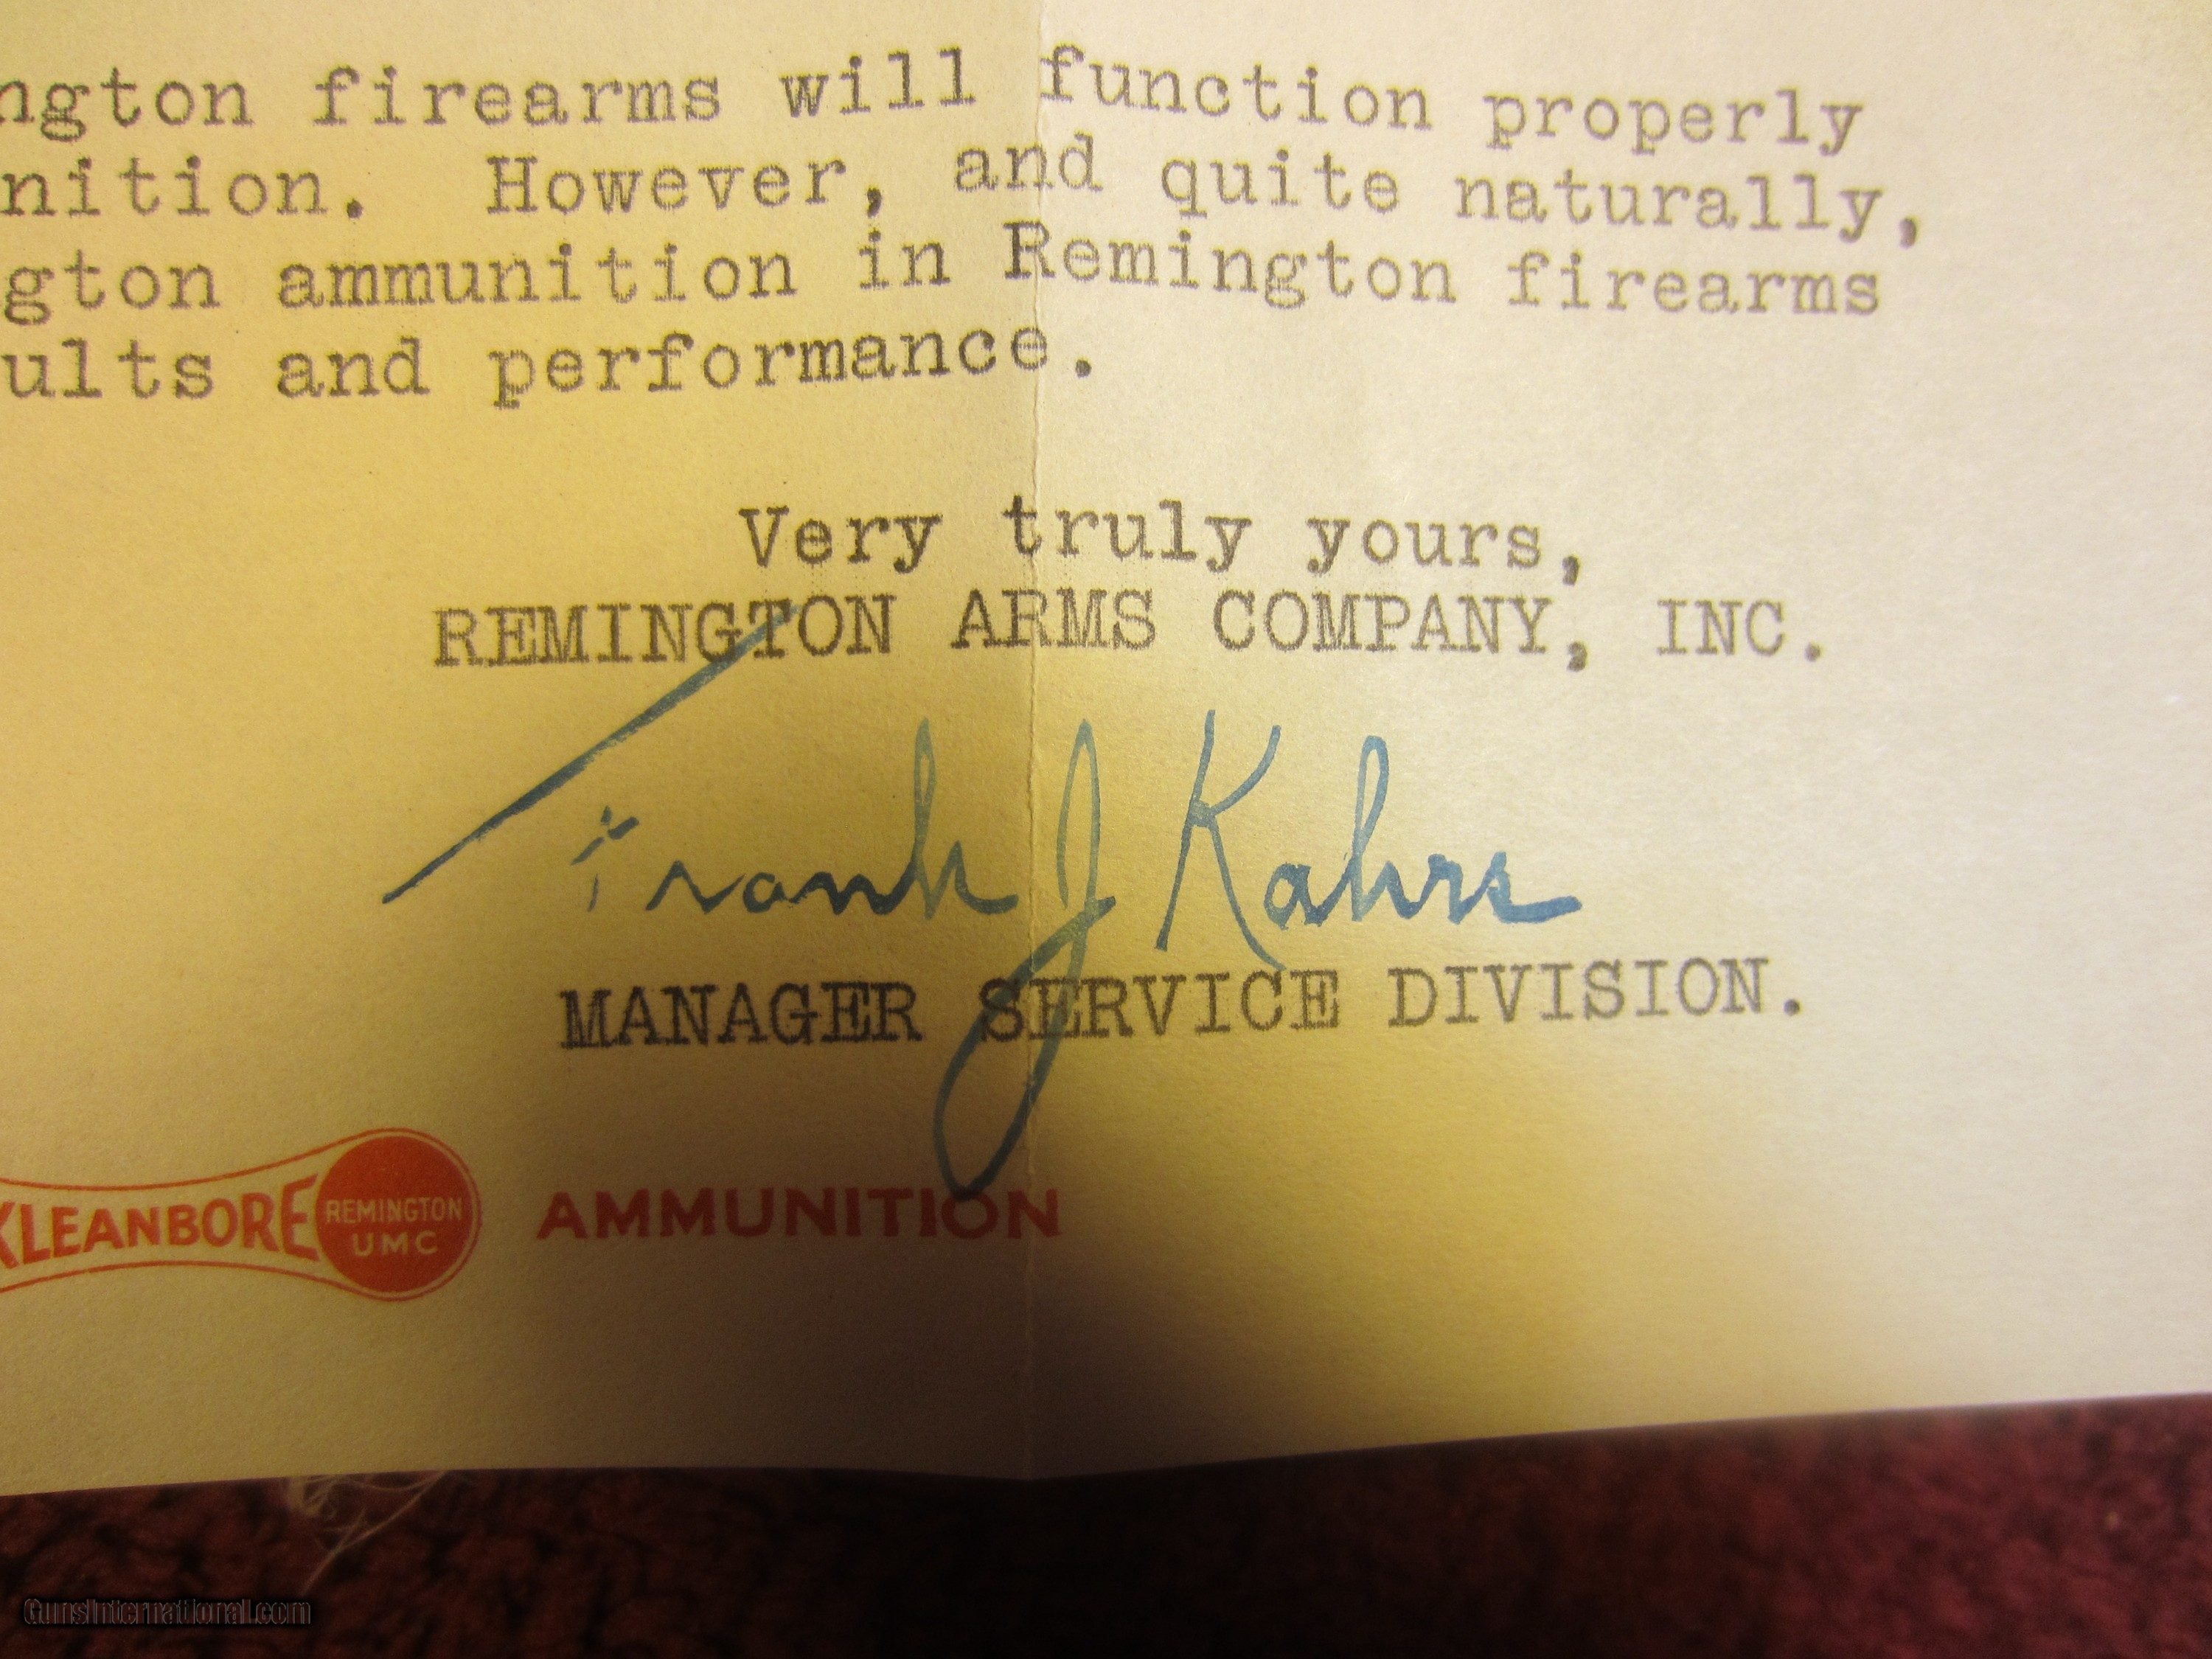 ngton firearms will function properly
nition. However, and quite naturally,
gton ammunition in Remington firearms
ults and performance.
Very truly yours,
REMINGTON ARMS COMPANY, INC.
Frank J Kahrs
MANAGER SERVICE DIVISION.
KLEANBORE REMINGTON UMC AMMUNITION
GunsInternational.com